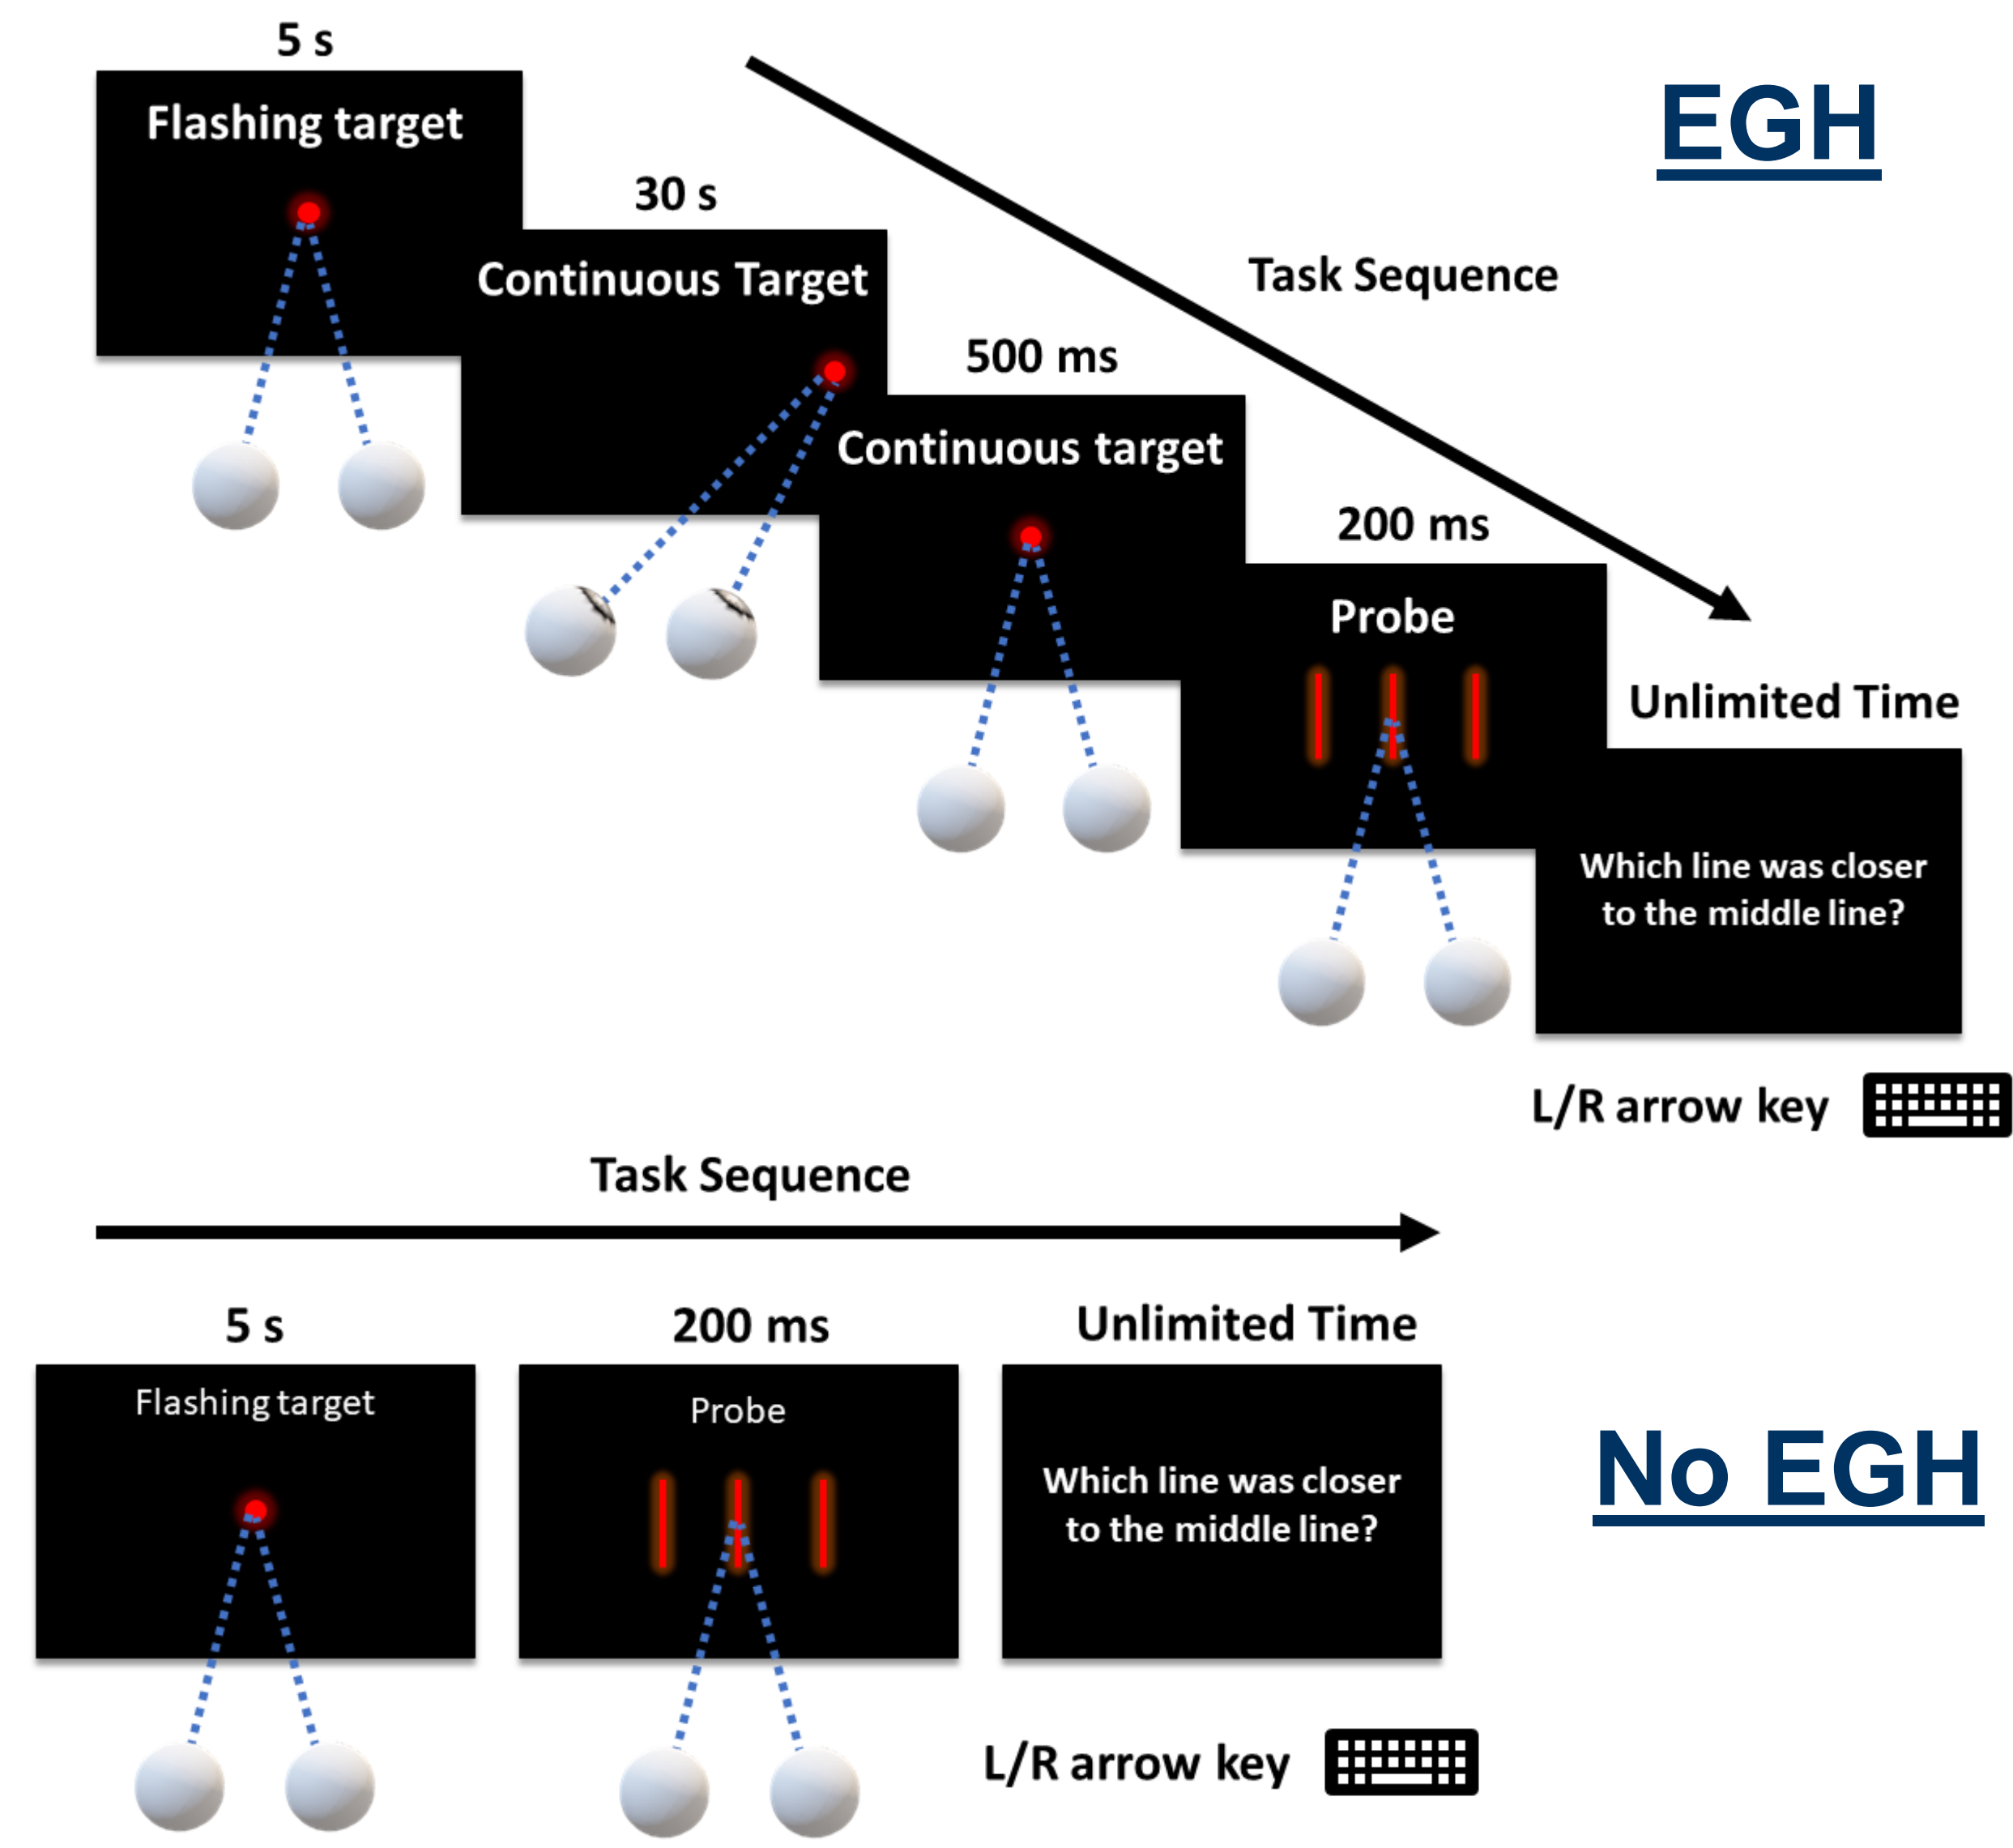 5 s
Flashing target
EGH
30 s
Continuous Target
Task Sequence
500 ms
Continuous target
200 ms
Probe
Unlimited Time
Which line was closer
to the middle line?
L/R arrow key
Task Sequence
5 s
200 ms
Unlimited Time
Flashing target
Probe
Which line was closer
to the middle line?
No EGH
L/R arrow key